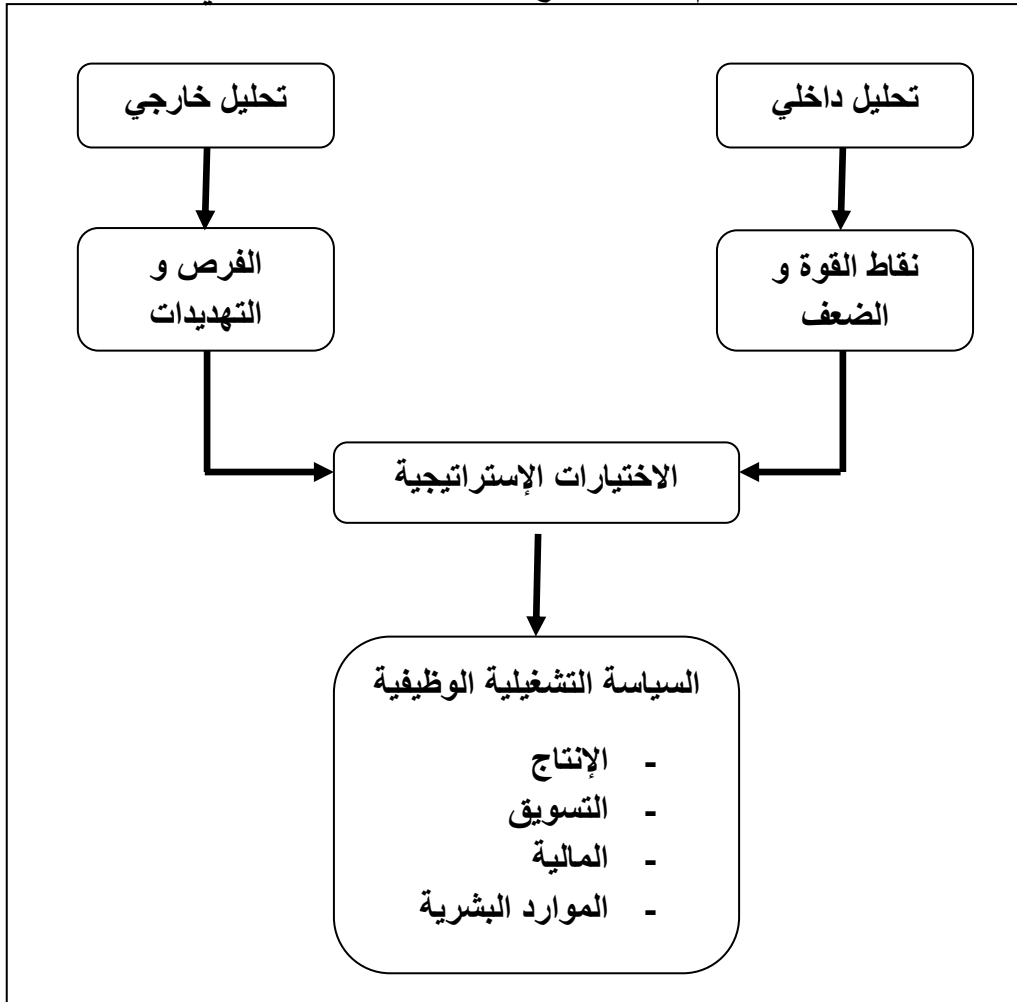 تحليل داخلي
تحليل خارجي
نقاط القوة و
الضعف
الفرص و
التهديدات
الاختيارات الإستراتيجية
السياسة التشغيلية الوظيفية
- الإنتاج
- التسويق
- المالية
- الموارد البشرية